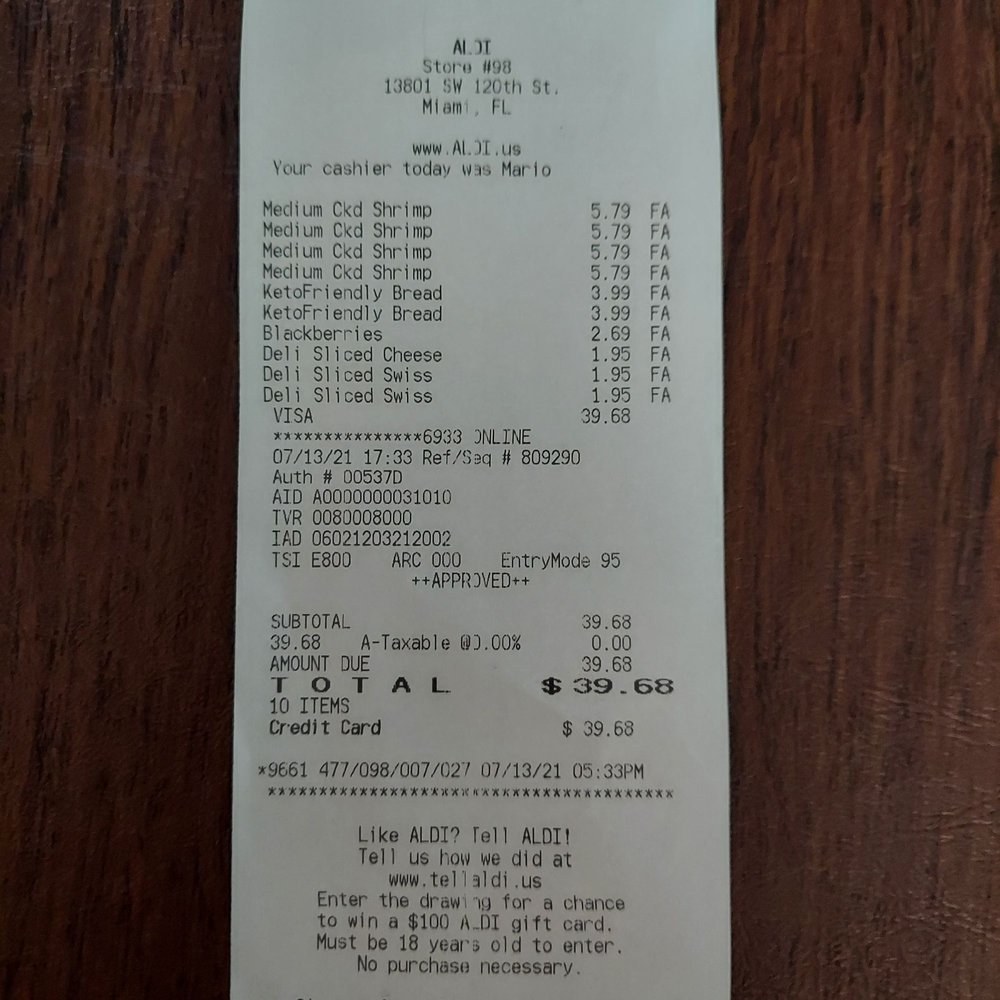 ALDI
Store #98
13801 SW 120th St.
Miami, FL
www.ALDI.us
Your cashier today was Mario
Medium Ckd Shrimp 5.79 FA
Medium Ckd Shrimp 5.79 FA
Medium Ckd Shrimp 5.79 FA
Medium Ckd Shrimp 5.79 FA
KetoFriendly Bread 3.99 FA
KetoFriendly Bread 3.99 FA
Blackberries 2.69 FA
Deli Sliced Cheese 1.95 FA
Deli Sliced Swiss 1.95 FA
Deli Sliced Swiss 1.95 FA
VISA 39.68
***************6933 ONLINE
07/13/21 17:33 Ref/Seq # 809290
Auth # 00537D
AID A0000000031010
TVR 0080008000
IAD 06021203212002
TSI E800 ARC 000 EntryMode 95
++APPROVED++
SUBTOTAL 39.68
39.68 A-Taxable @0.00% 0.00
AMOUNT DUE 39.68
TOTAL $39.68
10 ITEMS
Credit Card $ 39.68
*9661 477/098/007/027 07/13/21 05:33PM
****************************************
Like ALDI? Tell ALDI!
Tell us how we did at
www.tellaldi.us
Enter the drawing for a chance
to win a $100 ALDI gift card.
Must be 18 years old to enter.
No purchase necessary.